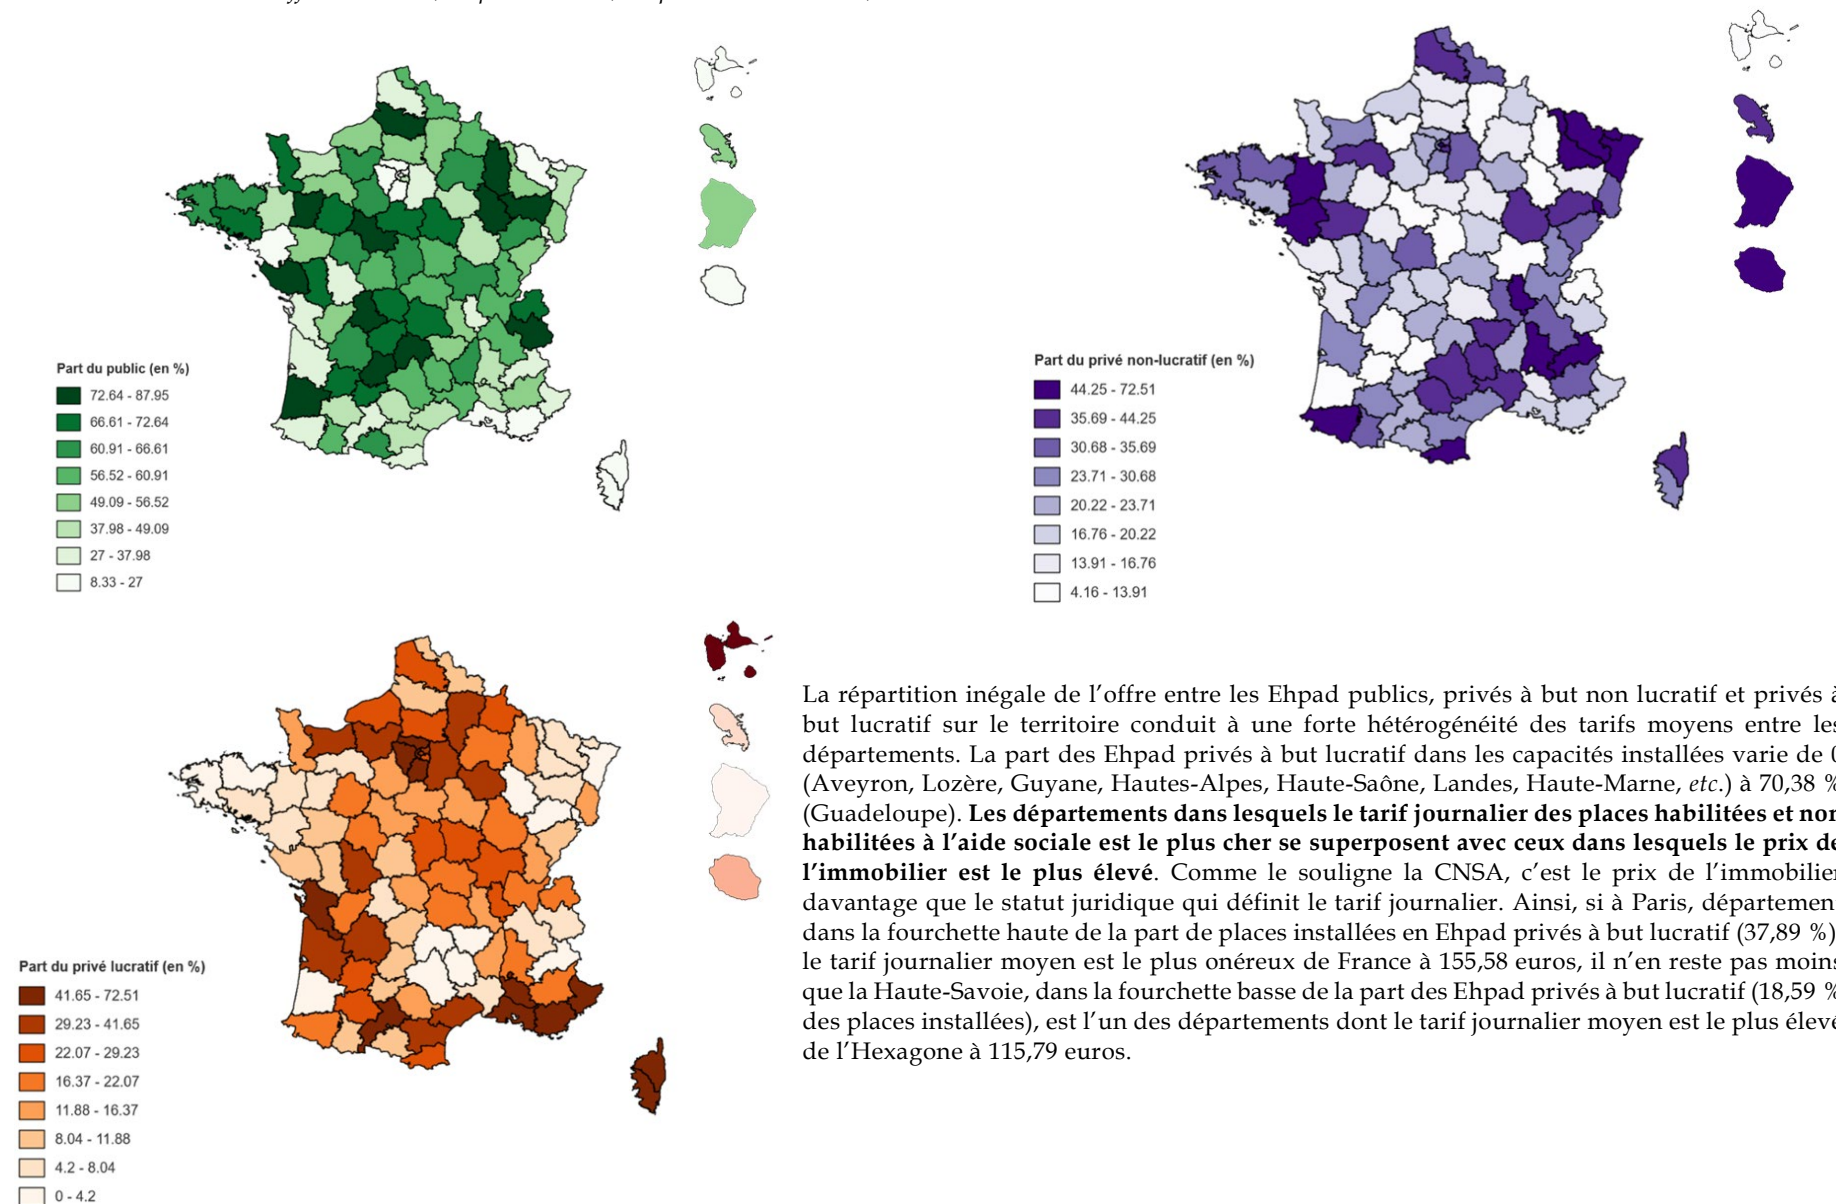 Part du public (en %)
72.64 - 87.95
66.61 - 72.64
60.91 - 66.61
56.52 - 60.91
49.09 - 56.52
37.98 - 49.09
27 - 37.98
8.33 - 27
Part du privé non-lucratif (en %)
44.25 - 72.51
35.69 - 44.25
30.68 - 35.69
23.71 - 30.68
20.22 - 23.71
16.76 - 20.22
13.91 - 16.76
4.16 - 13.91
Part du privé lucratif (en %)
41.65 - 72.51
29.23 - 41.65
22.07 - 29.23
16.37 - 22.07
11.88 - 16.37
8.04 - 11.88
4.2 - 8.04
0 - 4.2
La répartition inégale de l’offre entre les Ehpad publics, privés à but non lucratif et privés à
but lucratif sur le territoire conduit à une forte hétérogénéité des tarifs moyens entre les
départements. La part des Ehpad privés à but lucratif dans les capacités installées varie de 0
(Aveyron, Lozère, Guyane, Hautes-Alpes, Haute-Saône, Landes, Haute-Marne, etc.) à 70,38 %
(Guadeloupe). Les départements dans lesquels le tarif journalier des places habilitées et non
habilitées à l’aide sociale est le plus cher se superposent avec ceux dans lesquels le prix de
l’immobilier est le plus élevé. Comme le souligne la CNSA, c’est le prix de l’immobilier
davantage que le statut juridique qui définit le tarif journalier. Ainsi, si à Paris, départemen
dans la fourchette haute de la part de places installées en Ehpad privés à but lucratif (37,89 %)
le tarif journalier moyen est le plus onéreux de France à 155,58 euros, il n’en reste pas moins
que la Haute-Savoie, dans la fourchette basse de la part des Ehpad privés à but lucratif (18,59 %
des places installées), est l’un des départements dont le tarif journalier moyen est le plus élevé
de l’Hexagone à 115,79 euros.